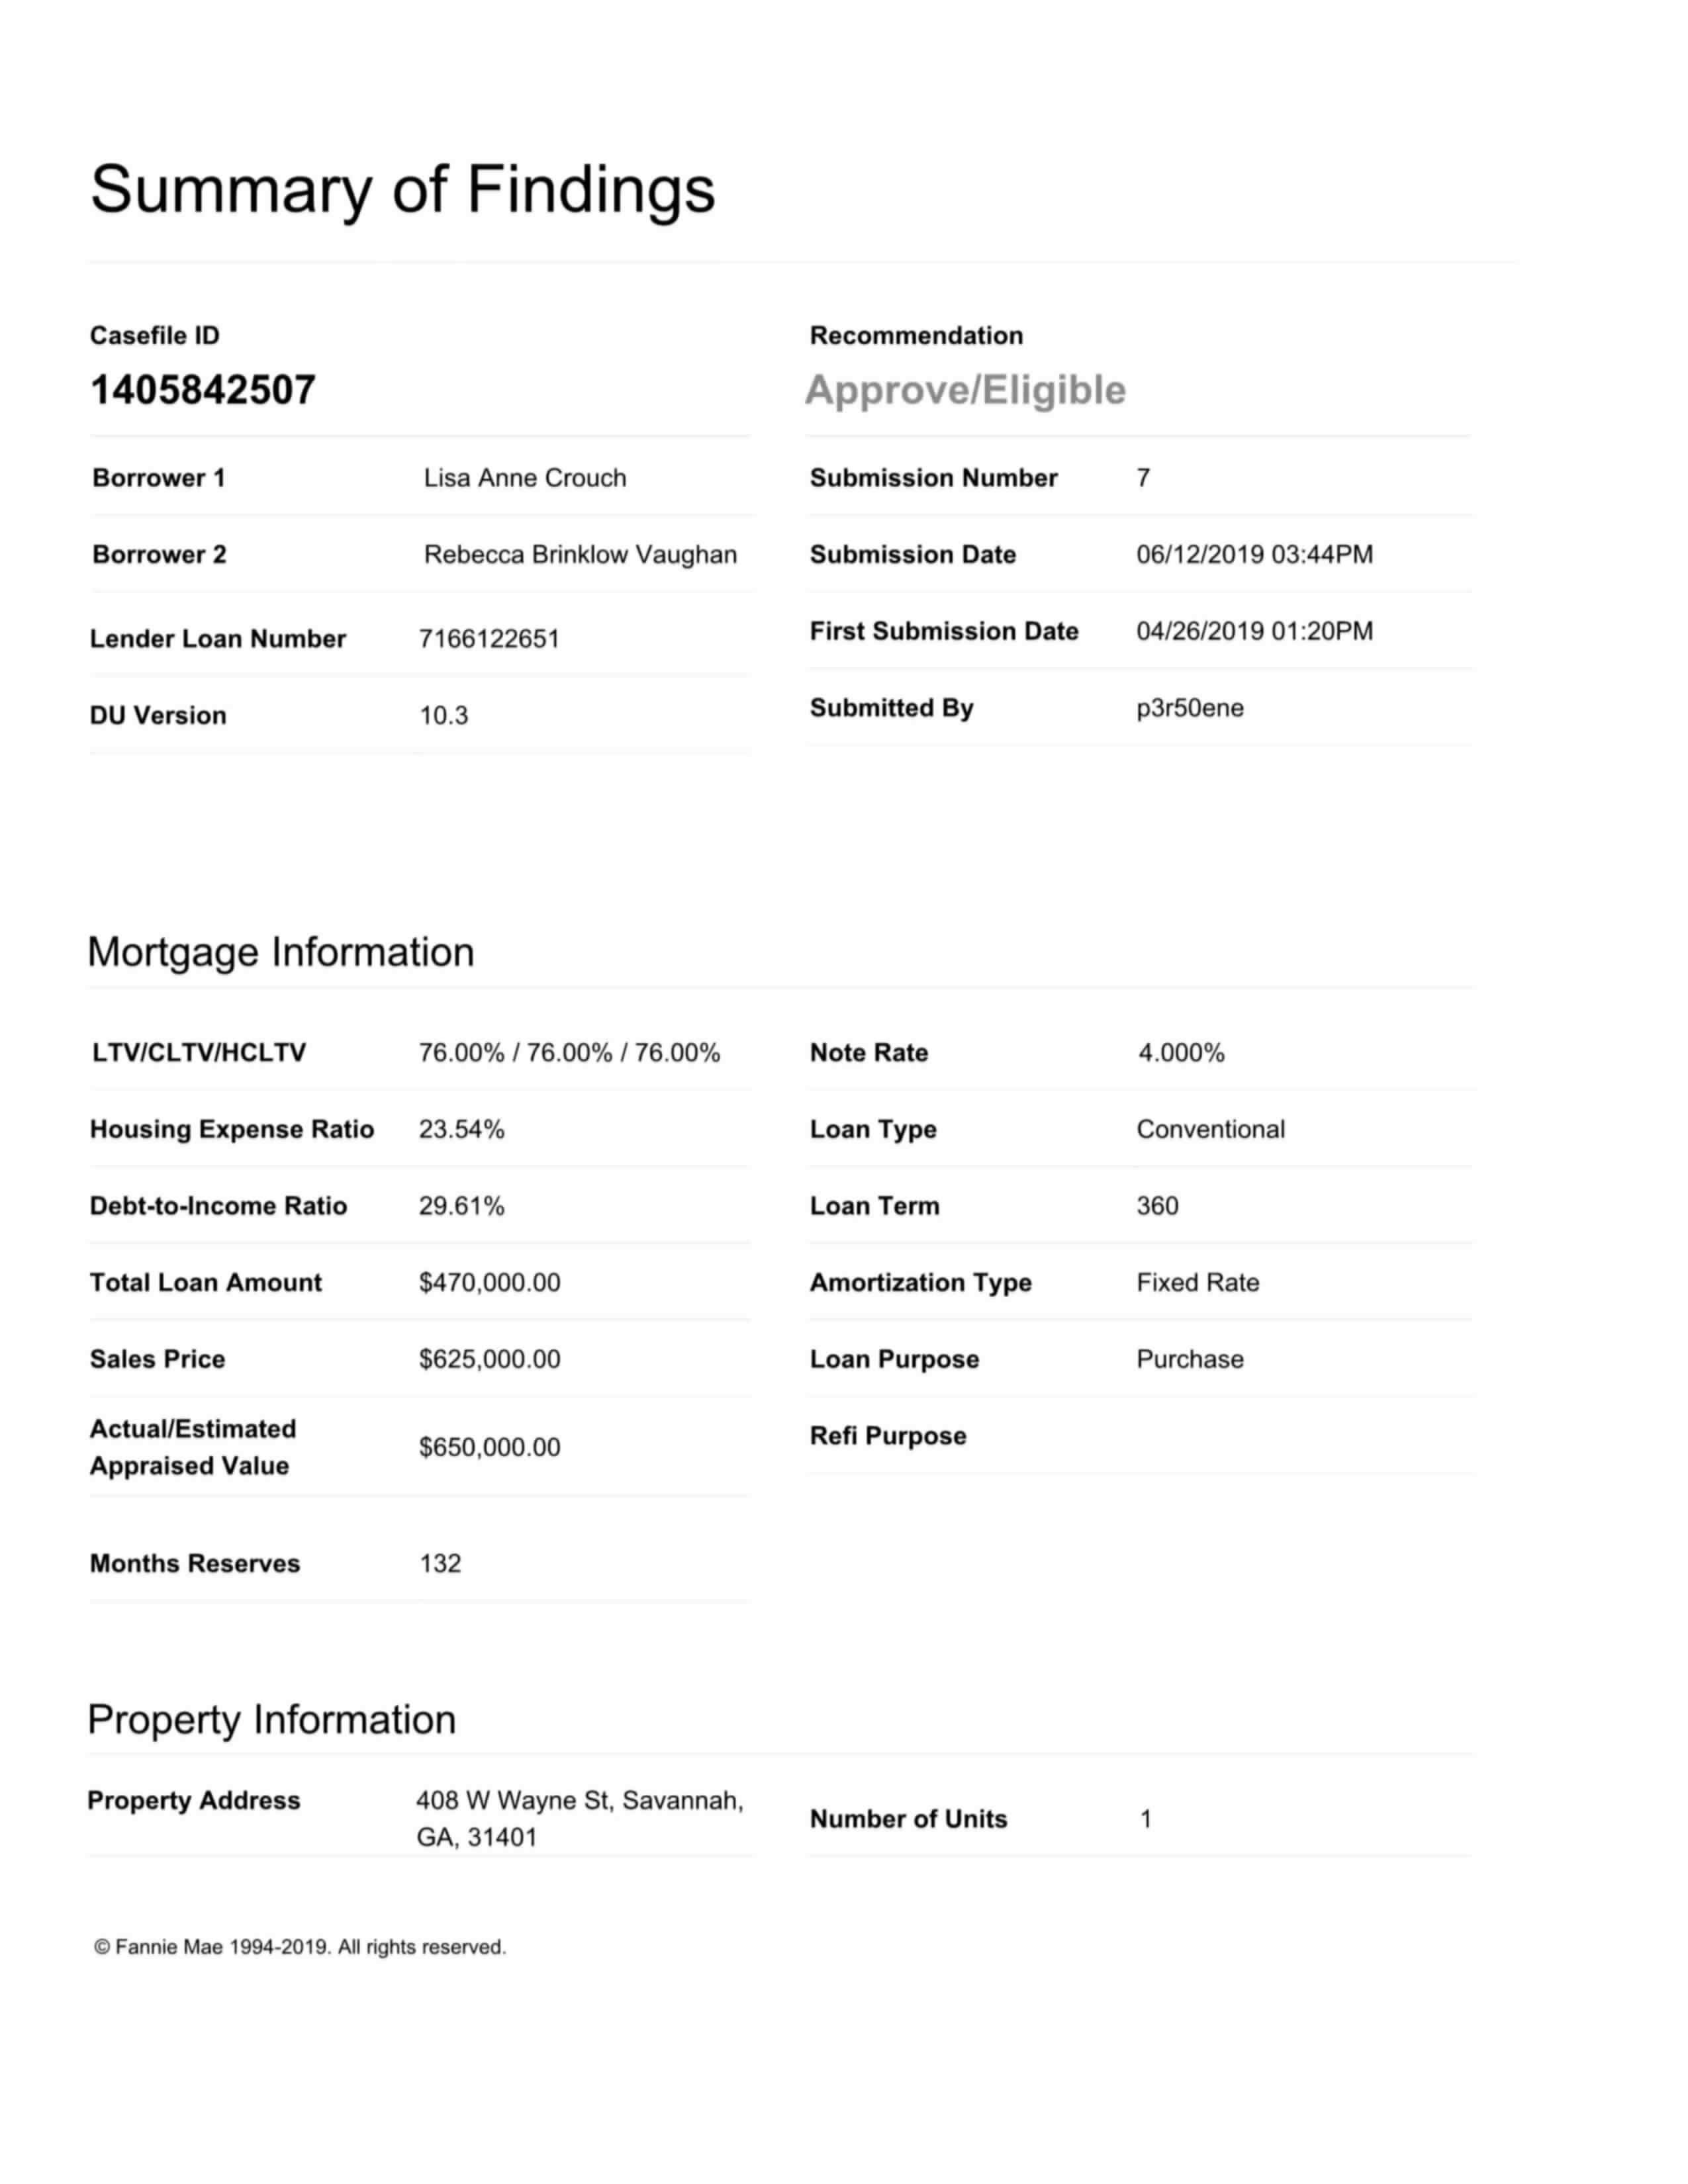 Summary of Findings
Casefile ID
1405842507
Recommendation
Approve/Eligible
Borrower 1 Lisa Anne Crouch
Borrower 2 Rebecca Brinklow Vaughan
Lender Loan Number 7166122651
DU Version 10.3
Submission Number 7
Submission Date 06/12/2019 03:44PM
First Submission Date 04/26/2019 01:20PM
Submitted By p3r50ene
Mortgage Information
LTV/CLTV/HCLTV 76.00% / 76.00% / 76.00%
Housing Expense Ratio 23.54%
Debt-to-Income Ratio 29.61%
Total Loan Amount $470,000.00
Sales Price $625,000.00
Actual/Estimated
Appraised Value $650,000.00
Months Reserves 132
Note Rate 4.000%
Loan Type Conventional
Loan Term 360
Amortization Type Fixed Rate
Loan Purpose Purchase
Refi Purpose
Property Information
Property Address 408 W Wayne St, Savannah,
GA, 31401
Number of Units 1
© Fannie Mae 1994-2019. All rights reserved.